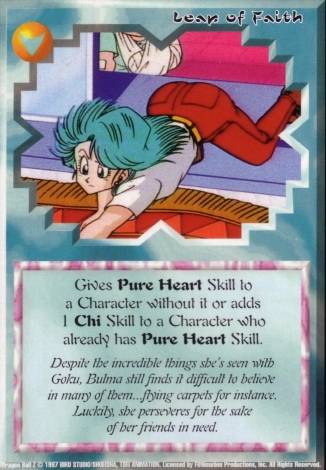 Leap of Faith
Gives Pure Heart Skill to
a Character without it or adds
1 Chi Skill to a Character who
already has Pure Heart Skill.
Despite the incredible things she's seen with
Goku, Bulma still finds it difficult to believe
in many of them...flying carpets for instance.
Luckily, she perseveres for the sake
of her friends in need.
Dragon Ball Z © 1997 BIRD STUDIO/SHUEISHA, TOEI ANIMATION. Licensed by FUNimation Productions, Inc. All Rights Reserved.